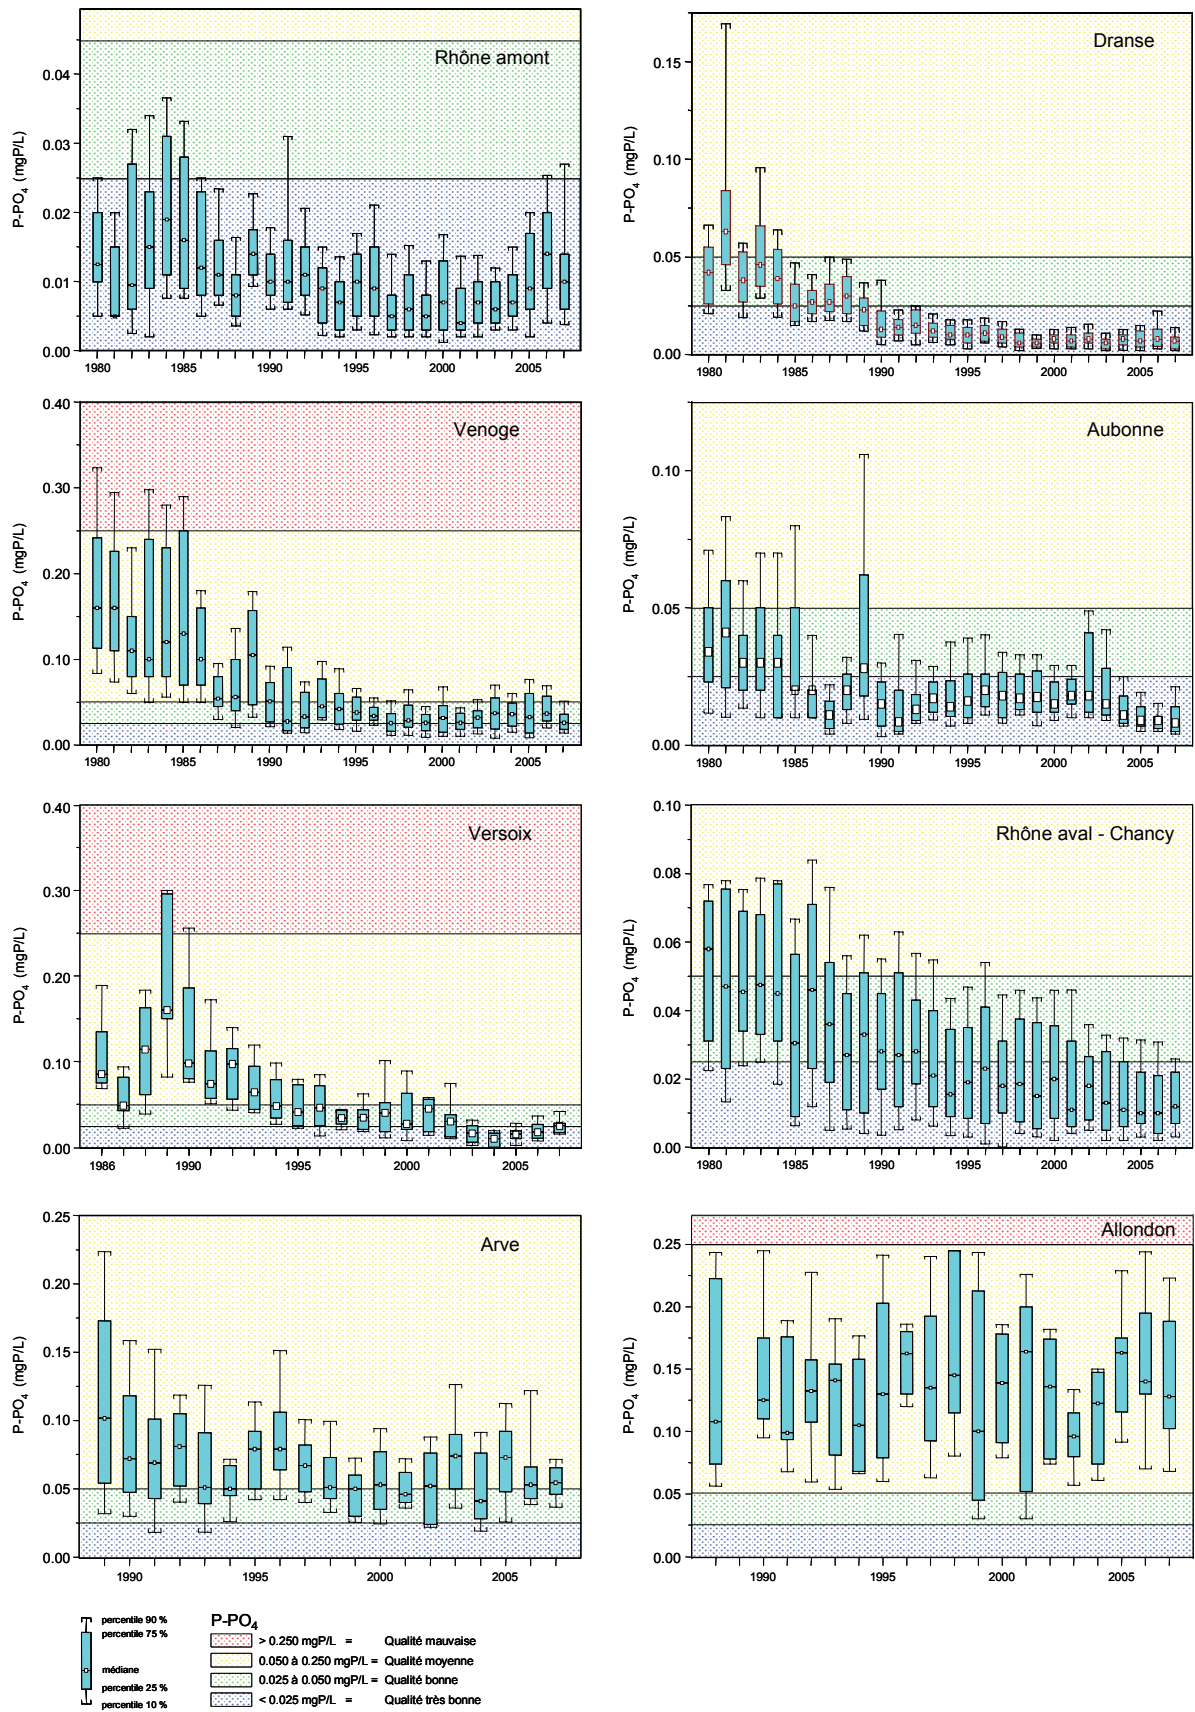 Rhône amont
P-PO4 (mgP/L)
0.04
0.03
0.02
0.01
0.00
1980 1985 1990 1995 2000 2005
Dranse
P-PO4 (mgP/L)
0.15
0.10
0.05
0.00
1980 1985 1990 1995 2000 2005
Venoge
P-PO4 (mgP/L)
0.40
0.30
0.20
0.10
0.00
1980 1985 1990 1995 2000 2005
Aubonne
P-PO4 (mgP/L)
0.10
0.05
0.00
1980 1985 1990 1995 2000 2005
Versoix
P-PO4 (mgP/L)
0.40
0.30
0.20
0.10
0.00
1986 1990 1995 2000 2005
Rhône aval - Chancy
P-PO4 (mgP/L)
0.10
0.08
0.06
0.04
0.02
0.00
1980 1985 1990 1995 2000 2005
Arve
P-PO4 (mgP/L)
0.25
0.20
0.15
0.10
0.05
0.00
1990 1995 2000 2005
Allondon
P-PO4 (mgP/L)
0.25
0.20
0.15
0.10
0.05
0.00
1990 1995 2000 2005
percentile 90 %
percentile 75 %
médiane
percentile 25 %
percentile 10 %
P-PO4
> 0.250 mgP/L = Qualité mauvaise
0.050 à 0.250 mgP/L = Qualité moyenne
0.025 à 0.050 mgP/L = Qualité bonne
< 0.025 mgP/L = Qualité très bonne